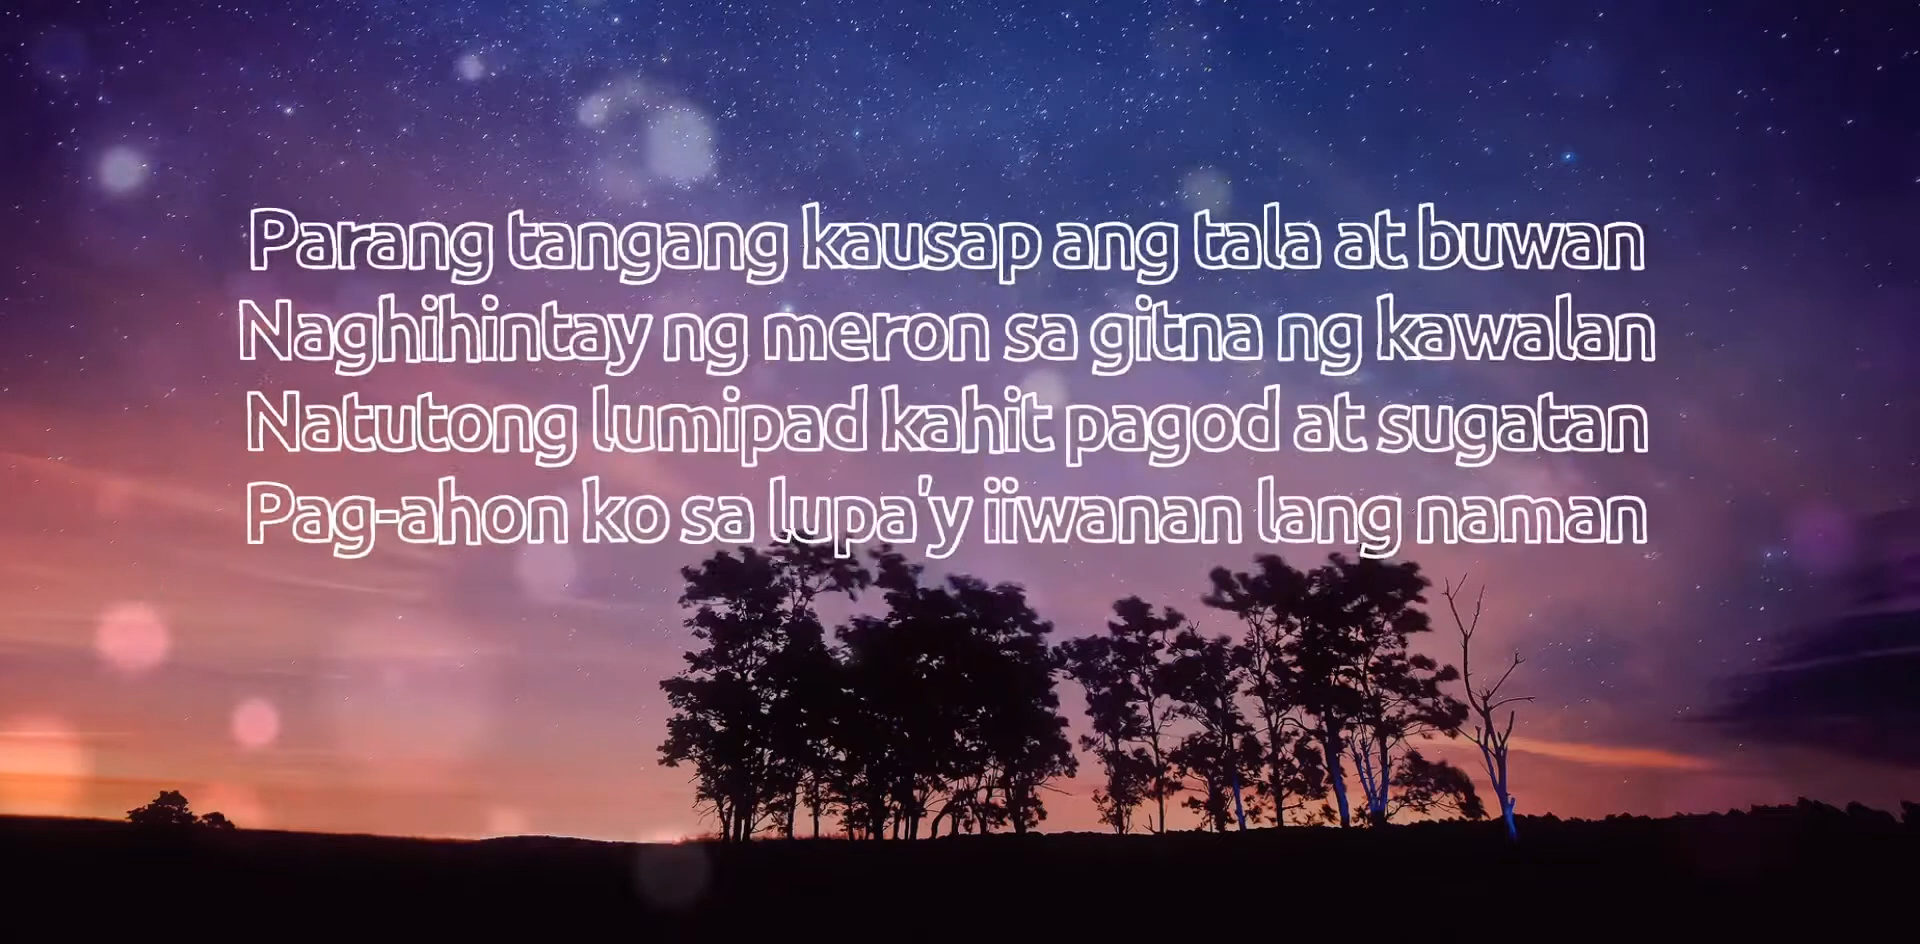 Parang tangang kausap ang tala at buwan
Naghihintay ng meron sa gitna ng kawalan
Natutong lumipad kahit pagod at sugatan
Pag-ahon ko sa lupa'y iiwanan lang naman